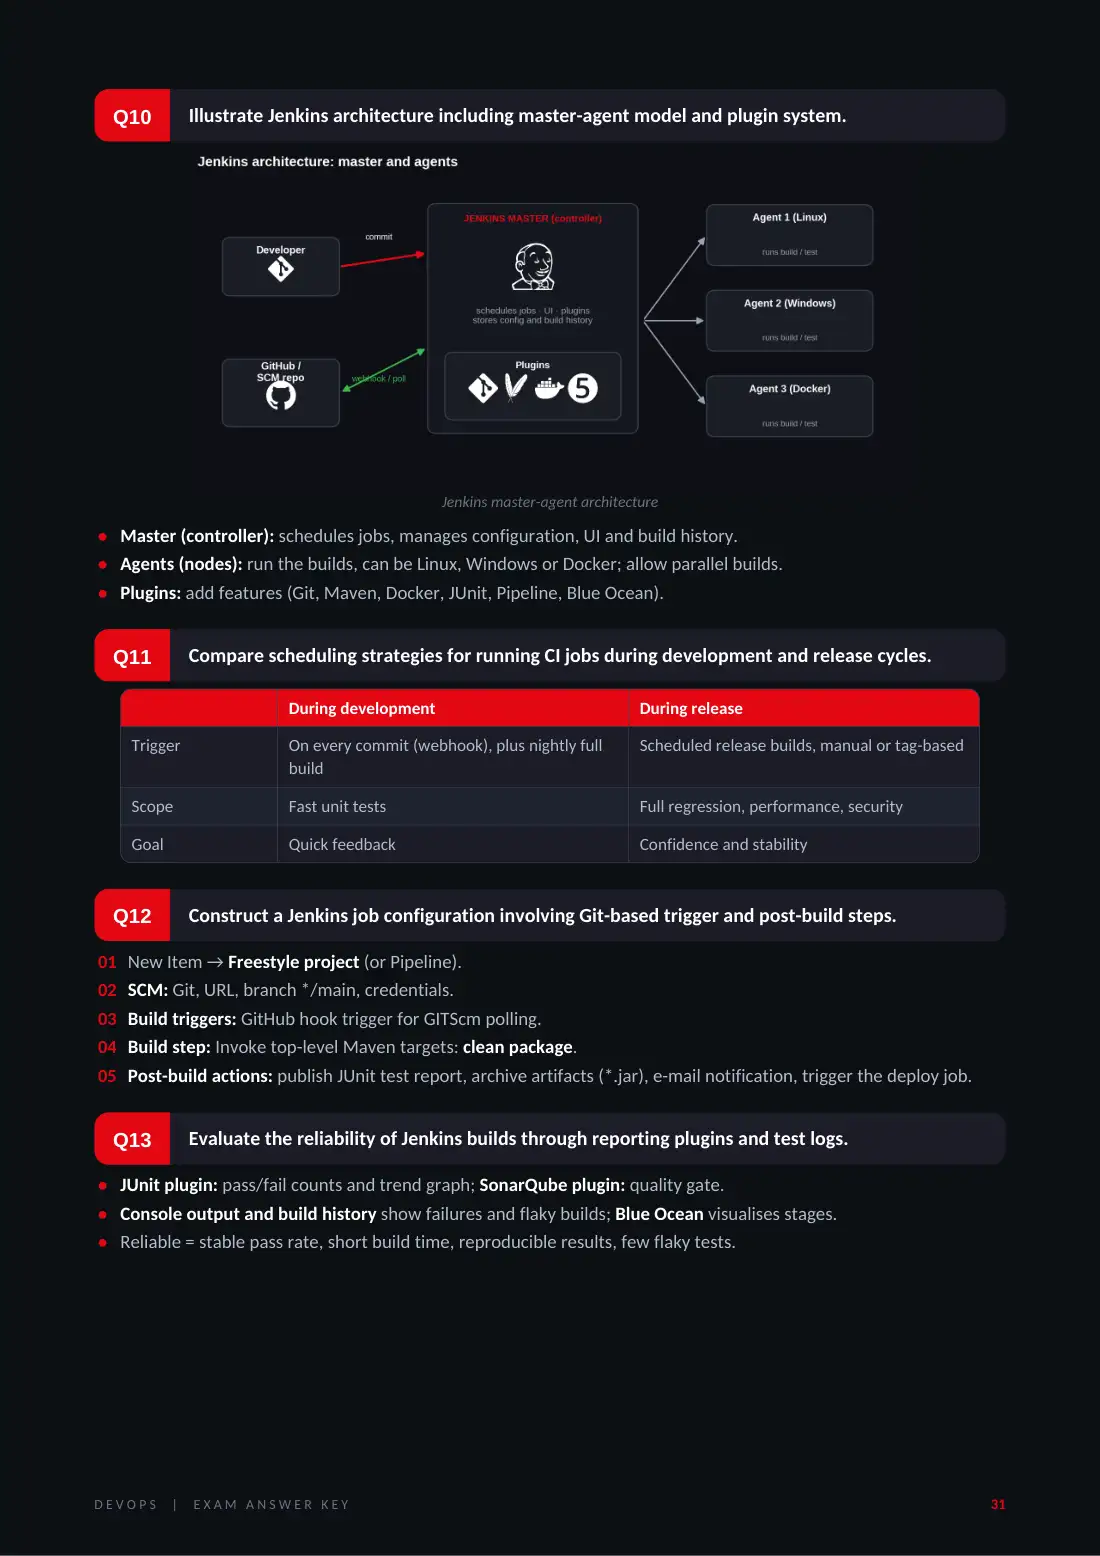 Q10
Illustrate Jenkins architecture including master-agent model and plugin system.
Jenkins architecture: master and agents
Developer
commit
GitHub /
SCM repo
webhook / poll
JENKINS MASTER (controller)
schedules jobs · UI · plugins
stores config and build history
Plugins
5
Agent 1 (Linux)
runs build / test
Agent 2 (Windows)
runs build / test
Agent 3 (Docker)
runs build / test
Jenkins master-agent architecture
• Master (controller): schedules jobs, manages configuration, UI and build history.
• Agents (nodes): run the builds, can be Linux, Windows or Docker; allow parallel builds.
• Plugins: add features (Git, Maven, Docker, JUnit, Pipeline, Blue Ocean).
Q11
Compare scheduling strategies for running CI jobs during development and release cycles.
During development
During release
Trigger
On every commit (webhook), plus nightly full
build
Scheduled release builds, manual or tag-based
Scope
Fast unit tests
Full regression, performance, security
Goal
Quick feedback
Confidence and stability
Q12
Construct a Jenkins job configuration involving Git-based trigger and post-build steps.
01 New Item → Freestyle project (or Pipeline).
02 SCM: Git, URL, branch */main, credentials.
03 Build triggers: GitHub hook trigger for GITScm polling.
04 Build step: Invoke top-level Maven targets: clean package.
05 Post-build actions: publish JUnit test report, archive artifacts (*.jar), e-mail notification, trigger the deploy job.
Q13
Evaluate the reliability of Jenkins builds through reporting plugins and test logs.
• JUnit plugin: pass/fail counts and trend graph; SonarQube plugin: quality gate.
• Console output and build history show failures and flaky builds; Blue Ocean visualises stages.
• Reliable = stable pass rate, short build time, reproducible results, few flaky tests.
DEVOPS | EXAM ANSWER KEY
31